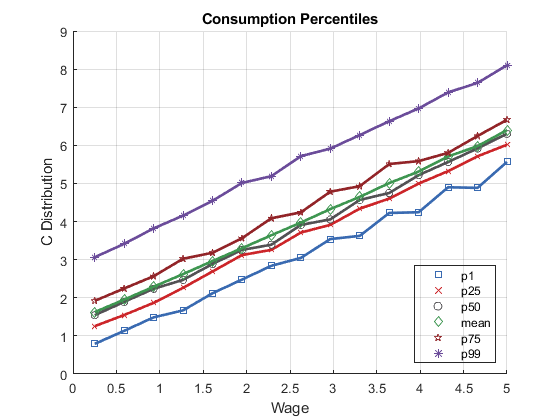 Consumption Percentiles
9
8
7
6
5
4
3
2
1
0
C Distribution
0 0.5 1 1.5 2 2.5 3 3.5 4 4.5 5
Wage
p1
p25
p50
mean
p75
p99